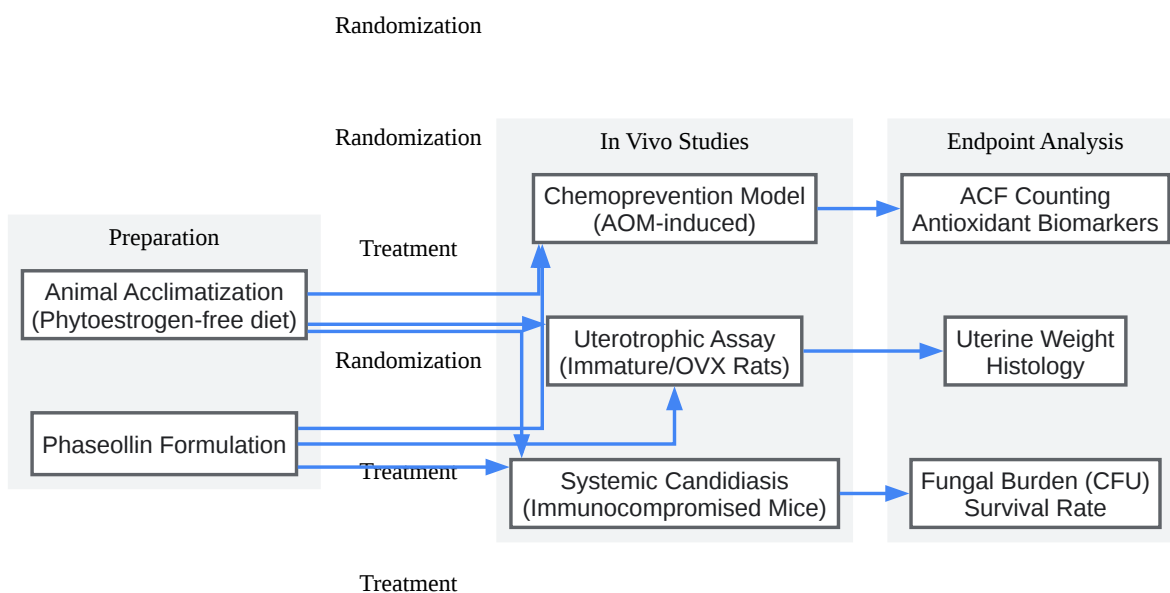 Randomization
Randomization
Treatment
Randomization
Treatment
Treatment
Preparation
Animal Acclimatization
(Phytoestrogen-free diet)
Phaseollin Formulation
In Vivo Studies
Chemoprevention Model
(AOM-induced)
Uterotrophic Assay
(Immature/OVX Rats)
Systemic Candidiasis
(Immunocompromised Mice)
Endpoint Analysis
ACF Counting
Antioxidant Biomarkers
Uterine Weight
Histology
Fungal Burden (CFU)
Survival Rate